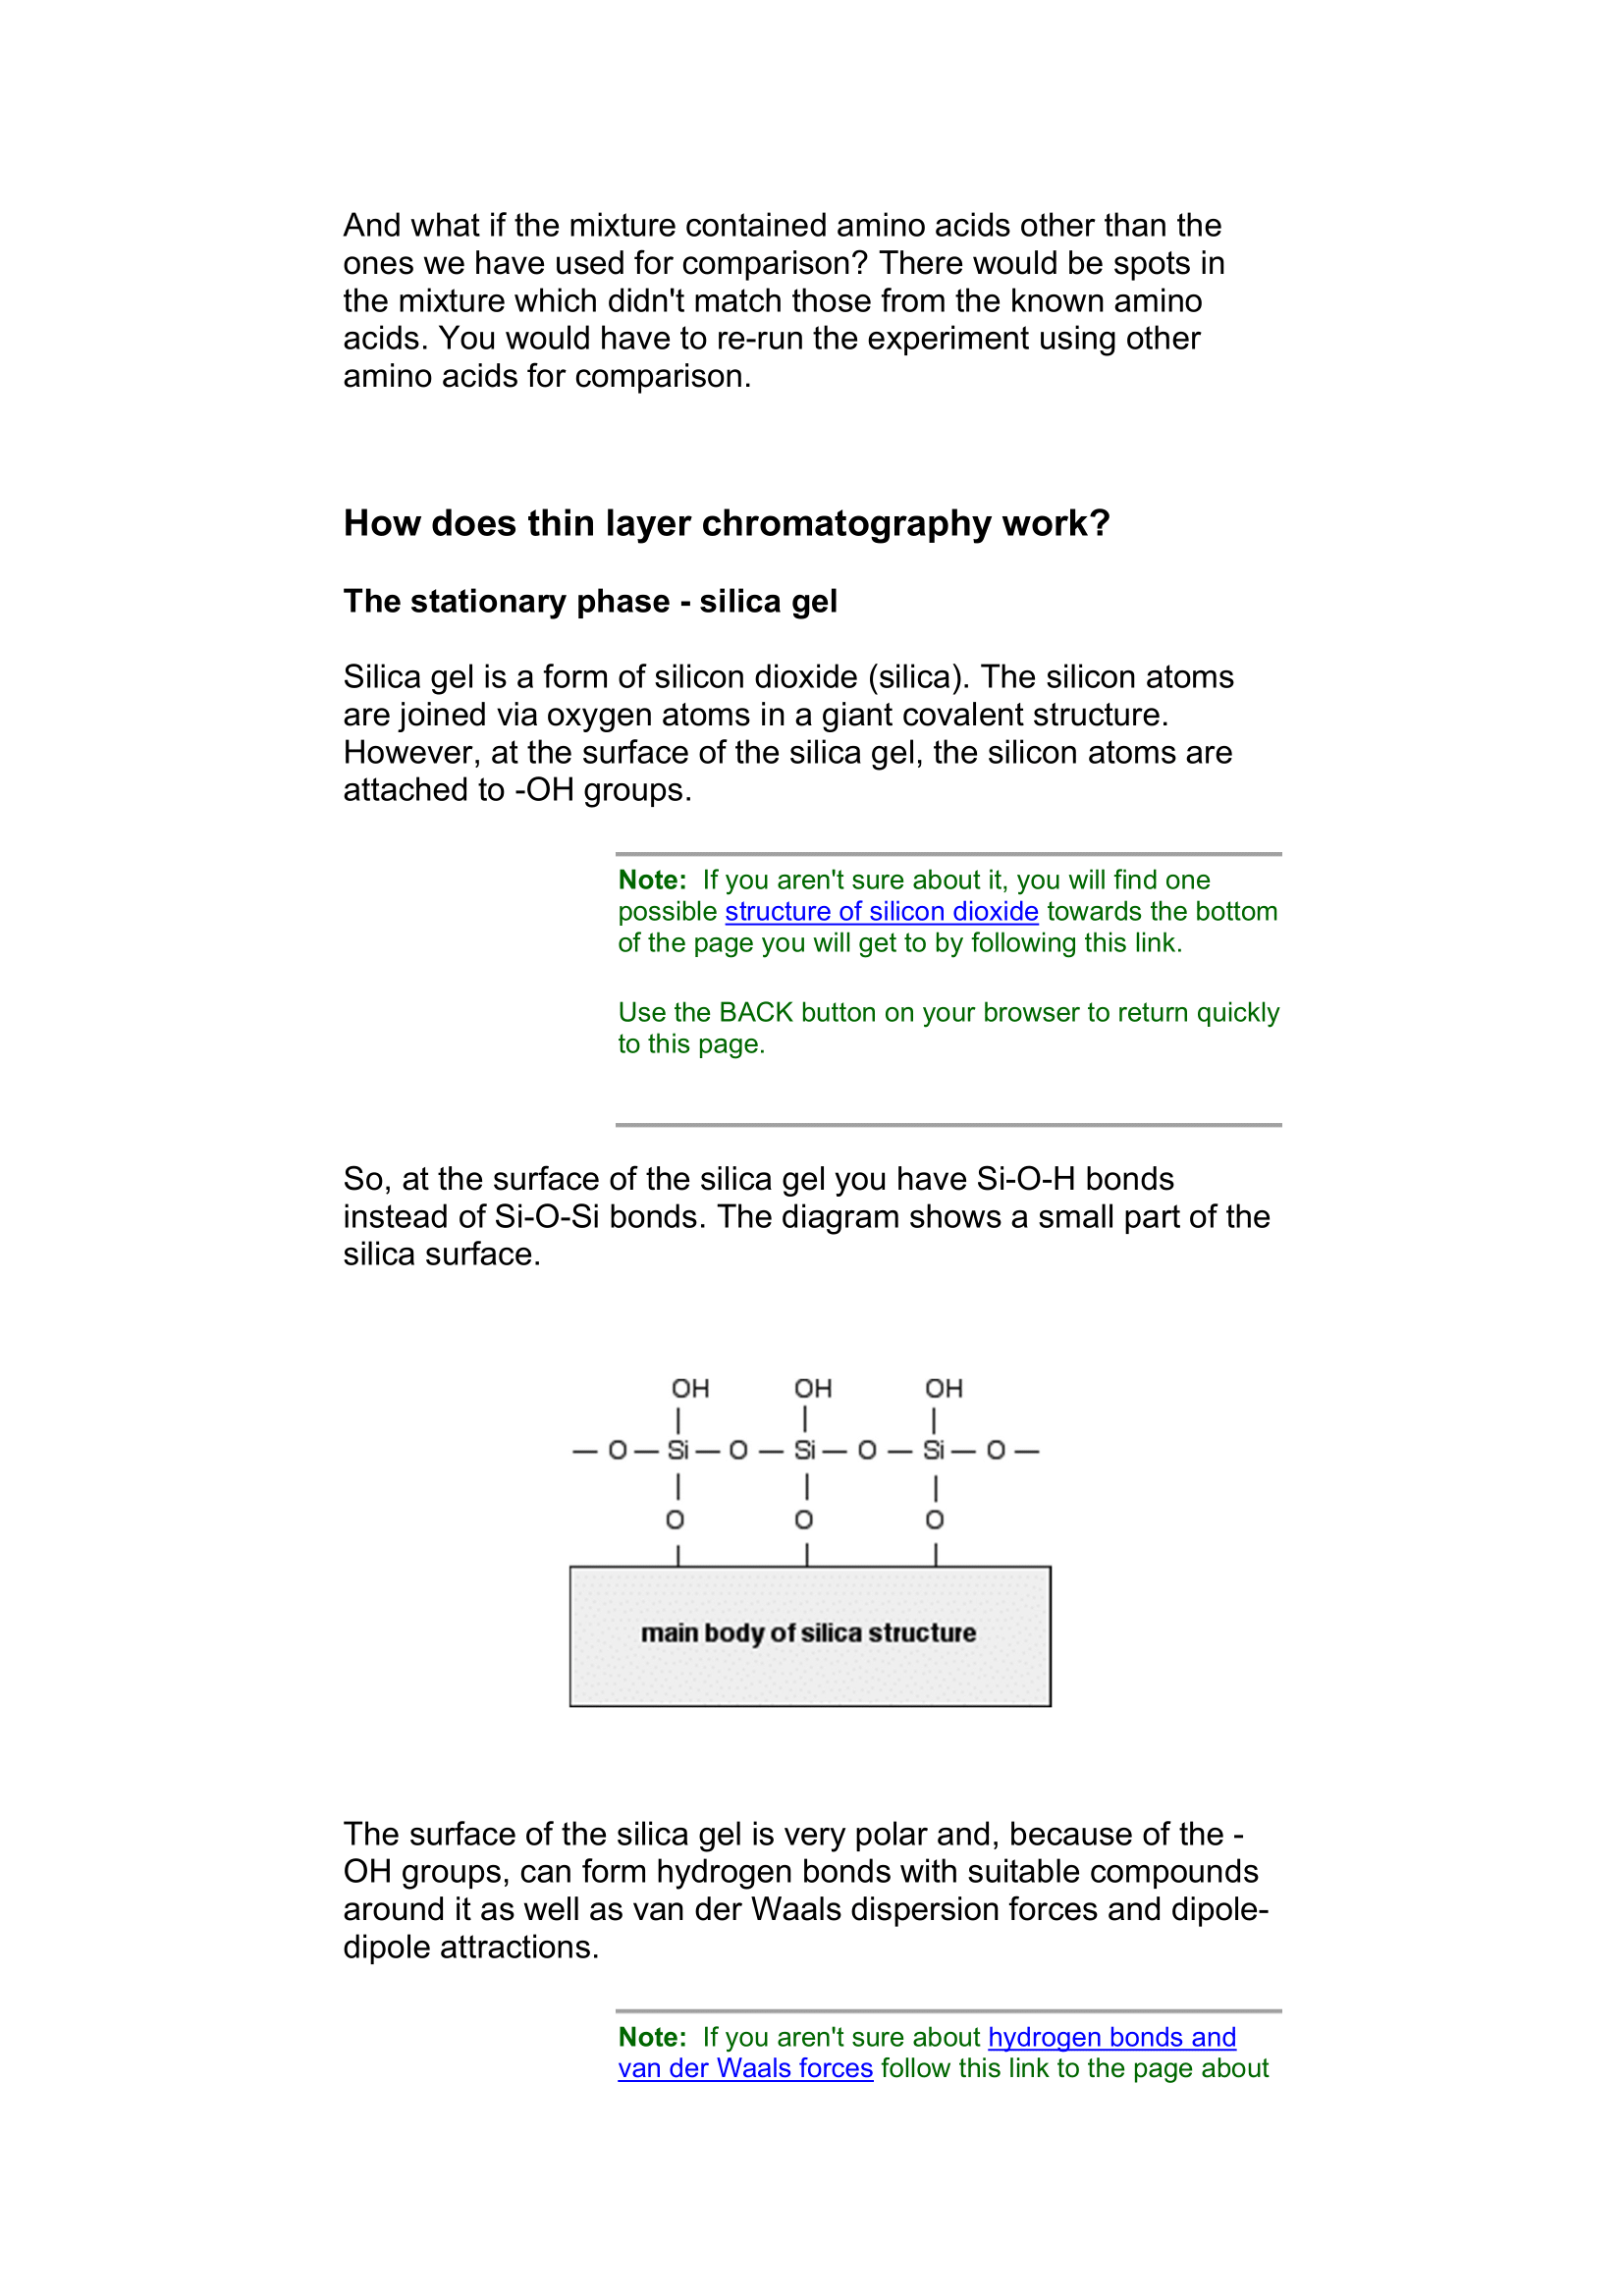 And what if the mixture contained amino acids other than the
ones we have used for comparison? There would be spots in
the mixture which didn't match those from the known amino
acids. You would have to re-run the experiment using other
amino acids for comparison.
How does thin layer chromatography work?
The stationary phase - silica gel
Silica gel is a form of silicon dioxide (silica). The silicon atoms
are joined via oxygen atoms in a giant covalent structure.
However, at the surface of the silica gel, the silicon atoms are
attached to -OH groups.
Note:  If you aren't sure about it, you will find one
possible structure of silicon dioxide towards the bottom
of the page you will get to by following this link.
Use the BACK button on your browser to return quickly
to this page.
So, at the surface of the silica gel you have Si-O-H bonds
instead of Si-O-Si bonds. The diagram shows a small part of the
silica surface.
OH OH OH
— O — Si — O — Si — O — Si — O —
O O O
main body of silica structure
The surface of the silica gel is very polar and, because of the -
OH groups, can form hydrogen bonds with suitable compounds
around it as well as van der Waals dispersion forces and dipole-
dipole attractions.
Note:  If you aren't sure about hydrogen bonds and
van der Waals forces follow this link to the page about